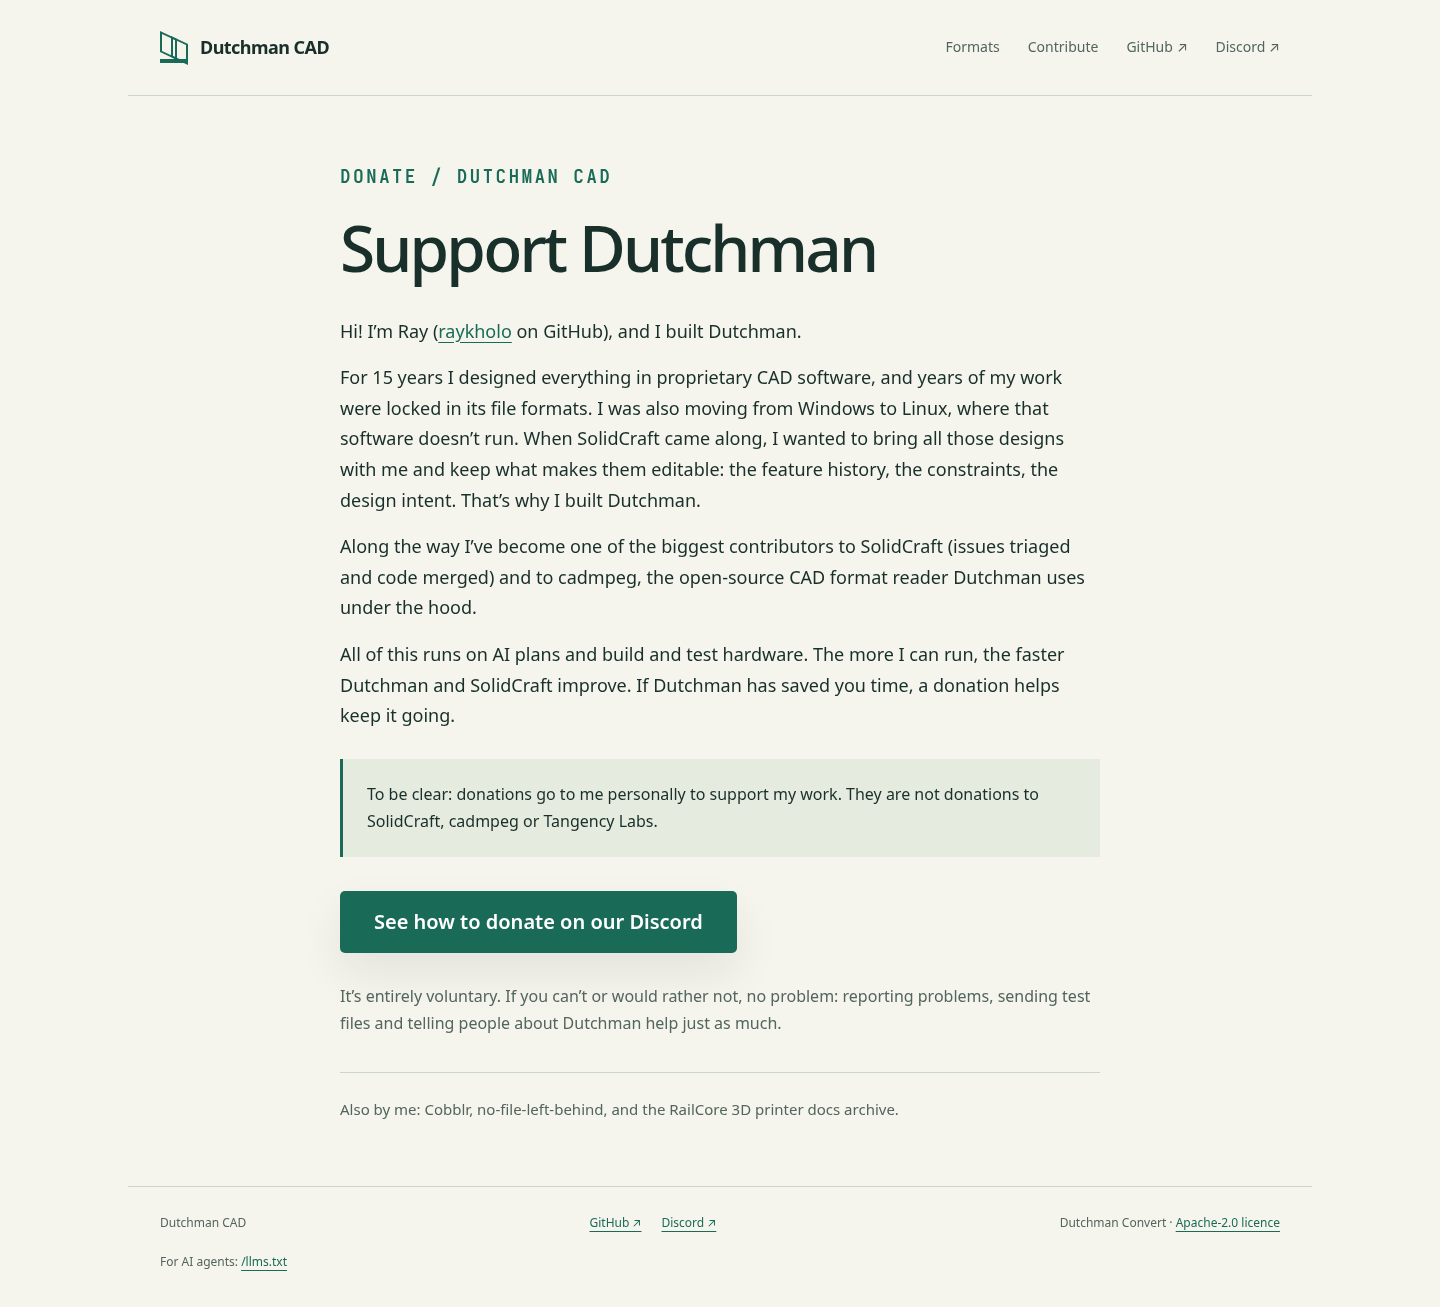 Dutchman CAD
Formats
Contribute
GitHub ↗
Discord ↗
DONATE / DUTCHMAN CAD
Support Dutchman
Hi! I’m Ray (raykholo on GitHub), and I built Dutchman.
For 15 years I designed everything in proprietary CAD software, and years of my work
were locked in its file formats. I was also moving from Windows to Linux, where that
software doesn’t run. When SolidCraft came along, I wanted to bring all those designs
with me and keep what makes them editable: the feature history, the constraints, the
design intent. That’s why I built Dutchman.
Along the way I’ve become one of the biggest contributors to SolidCraft (issues triaged
and code merged) and to cadmpeg, the open-source CAD format reader Dutchman uses
under the hood.
All of this runs on AI plans and build and test hardware. The more I can run, the faster
Dutchman and SolidCraft improve. If Dutchman has saved you time, a donation helps
keep it going.
To be clear: donations go to me personally to support my work. They are not donations to
SolidCraft, cadmpeg or Tangency Labs.
See how to donate on our Discord
It’s entirely voluntary. If you can’t or would rather not, no problem: reporting problems, sending test
files and telling people about Dutchman help just as much.
Also by me: Cobblr, no-file-left-behind, and the RailCore 3D printer docs archive.
Dutchman CAD
GitHub ↗
Discord ↗
Dutchman Convert · Apache-2.0 licence
For AI agents: /llms.txt